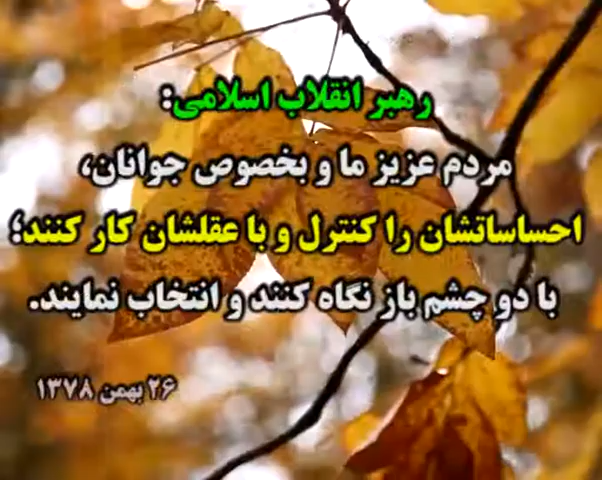 رهبر انقلاب اسلامی:
مردم عزیز ما و بخصوص جوانان،
احساساتشان را کنترل و با عقلشان کار کنند؛
با دو چشم باز نگاه کنند و انتخاب نمایند.
۲۶ بهمن ۱۳۷۸